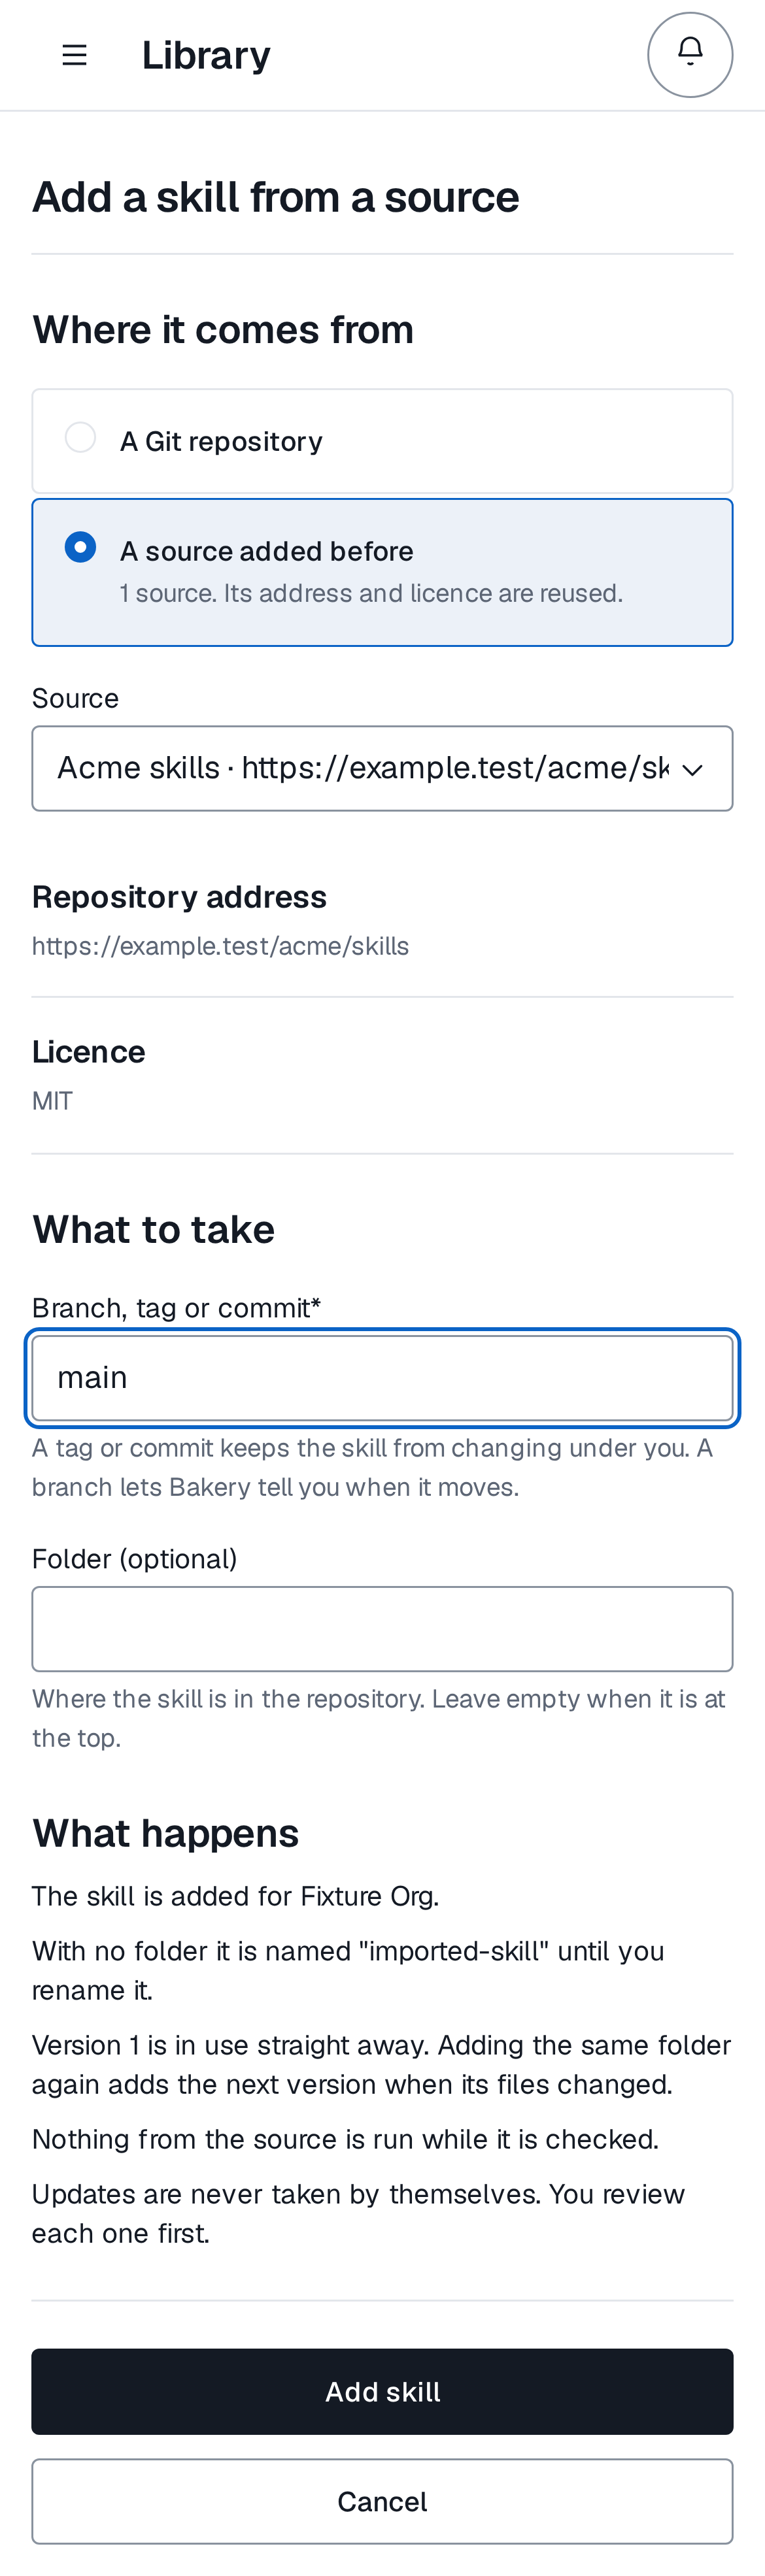 Library
Add a skill from a source
Where it comes from
A Git repository
A source added before
1 source. Its address and licence are reused.
Source
Acme skills · https://example.test/acme/sk
Repository address
https://example.test/acme/skills
Licence
MIT
What to take
Branch, tag or commit*
main
A tag or commit keeps the skill from changing under you. A
branch lets Bakery tell you when it moves.
Folder (optional)
Where the skill is in the repository. Leave empty when it is at
the top.
What happens
The skill is added for Fixture Org.
With no folder it is named "imported-skill" until you
rename it.
Version 1 is in use straight away. Adding the same folder
again adds the next version when its files changed.
Nothing from the source is run while it is checked.
Updates are never taken by themselves. You review
each one first.
Add skill
Cancel